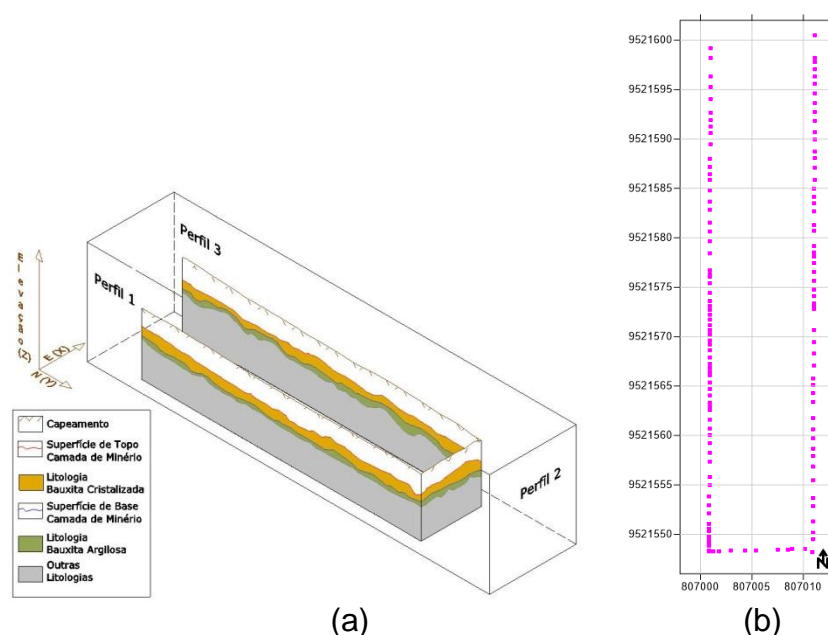 Perfil 3
Perfil 1
Perfil 2
Elevação(Z)
E (X)
N (Y)
Capeamento
Superfície de Topo
Camada de Minério
Litologia
Bauxita Cristalizada
Superfície de Base
Camada de Minério
Litologia
Bauxita Argilosa
Outras
Litologias
(a)
9521600
9521595
9521590
9521585
9521580
9521575
9521570
9521565
9521560
9521555
9521550
807000
807005
807010
N
(b)